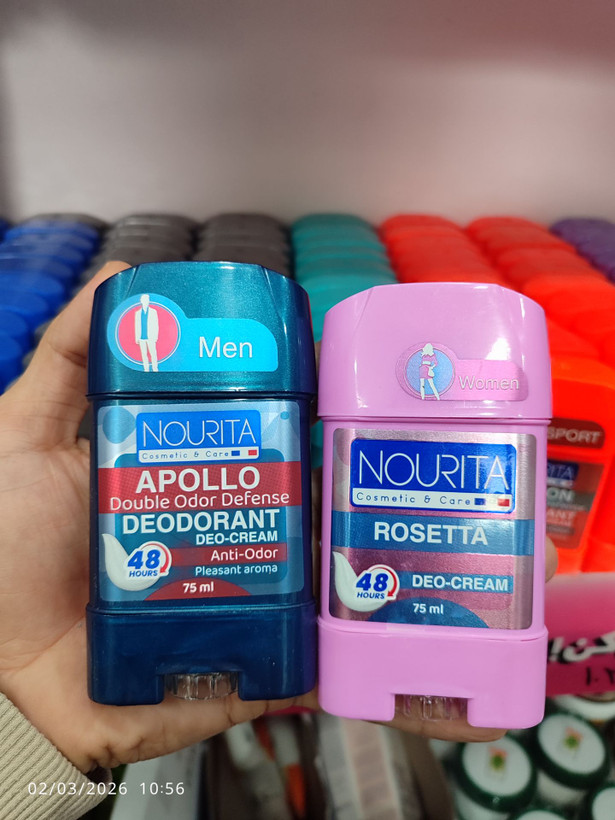 Men
NOURITA
Cosmetic & Care
APOLLO
Double Odor Defense
DEODORANT
DEO-CREAM
Anti-Odor
48
HOURS
Pleasant aroma
75 ml
Women
NOURITA
Cosmetic & Care
ROSETTA
48
HOURS
DEO-CREAM
75 ml
SPORT
02/03/2026 10:56